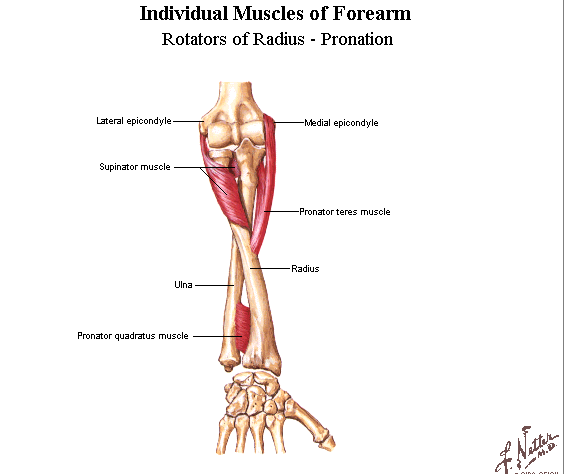 Individual Muscles of Forearm
Rotators of Radius - Pronation
Lateral epicondyle
Medial epicondyle
Supinator muscle
Pronator teres muscle
Radius
Ulna
Pronator quadratus muscle
F. Netter
M.D.